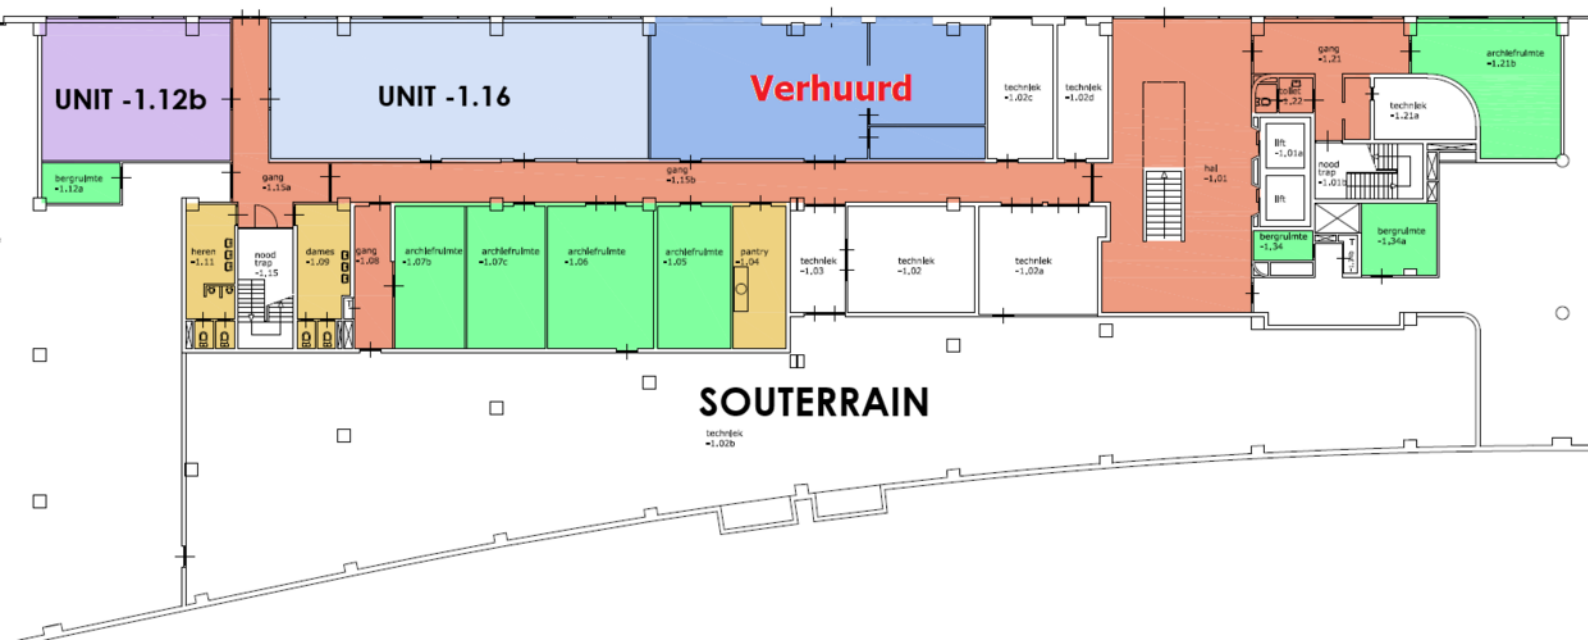 UNIT -1.12b
UNIT -1.16
Verhuurd
techniek
-1.02c
techniek
-1.02d
gang
-1.21
archiefruimte
-1.21b
toilet
-1.22
techniek
-1.21a
lift
-1.01a
nood
trap
-1.01b
hal
-1.01
lift
bergruimte
-1.12a
gang
-1.15a
gang
-1.15b
heren
-1.11
nood
trap
-1.15
dames
-1.09
gang
-1.08
archiefruimte
-1.07b
archiefruimte
-1.07c
archiefruimte
-1.06
archiefruimte
-1.05
pantry
-1.04
techniek
-1.03
techniek
-1.02
techniek
-1.02a
bergruimte
-1.34
bergruimte
-1.34a
SOUTERRAIN
techniek
-1.02b